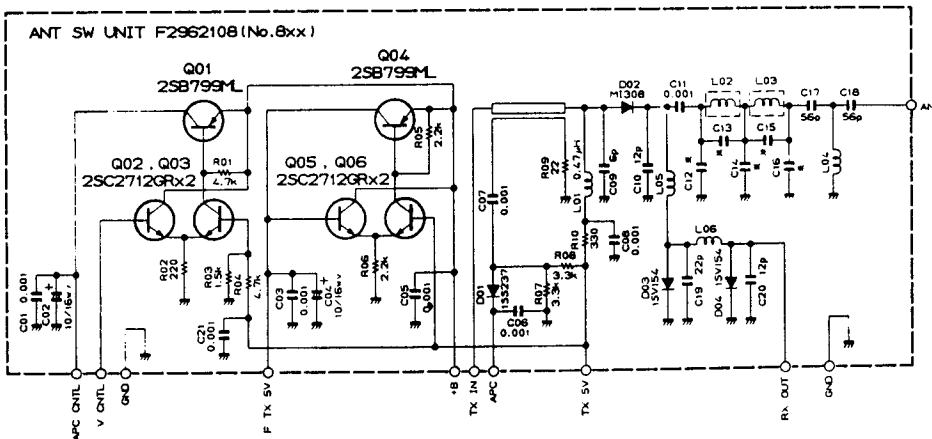 ANT SW UNIT F2962108(No.8xx)
Q01
2SB799ML
Q04
2SB799ML
Q02, Q03
2SC2712GRx2
R01
4.7k
Q05, Q06
2SC2712GRx2
R05
2.2k
R02
220
R03
1.5k
R04
4.7k
R06
2.2k
C01
0.001
C02
10/16wv
C21
0.001
C03
0.001
C04
10/16wv
C05
0.001
C07
0.001
R09
22
0.47μH
L01
C09
6p
D02
MI308
C10
12p
C11
0.001
L02
L03
C13
*
C15
*
C12
*
C14
*
C16
*
C17
56p
C18
56p
L04
L05
R10
330
C08
0.001
R08
3.3k
R07
3.3k
D01
1SS237
C06
0.001
L06
D03
1SV154
C19
22p
D04
1SV154
C20
12p
AN
APC CNTL
V CNTL
GND
F TX 5V
+B
TX IN
APC
TX 5V
RX OUT
GND